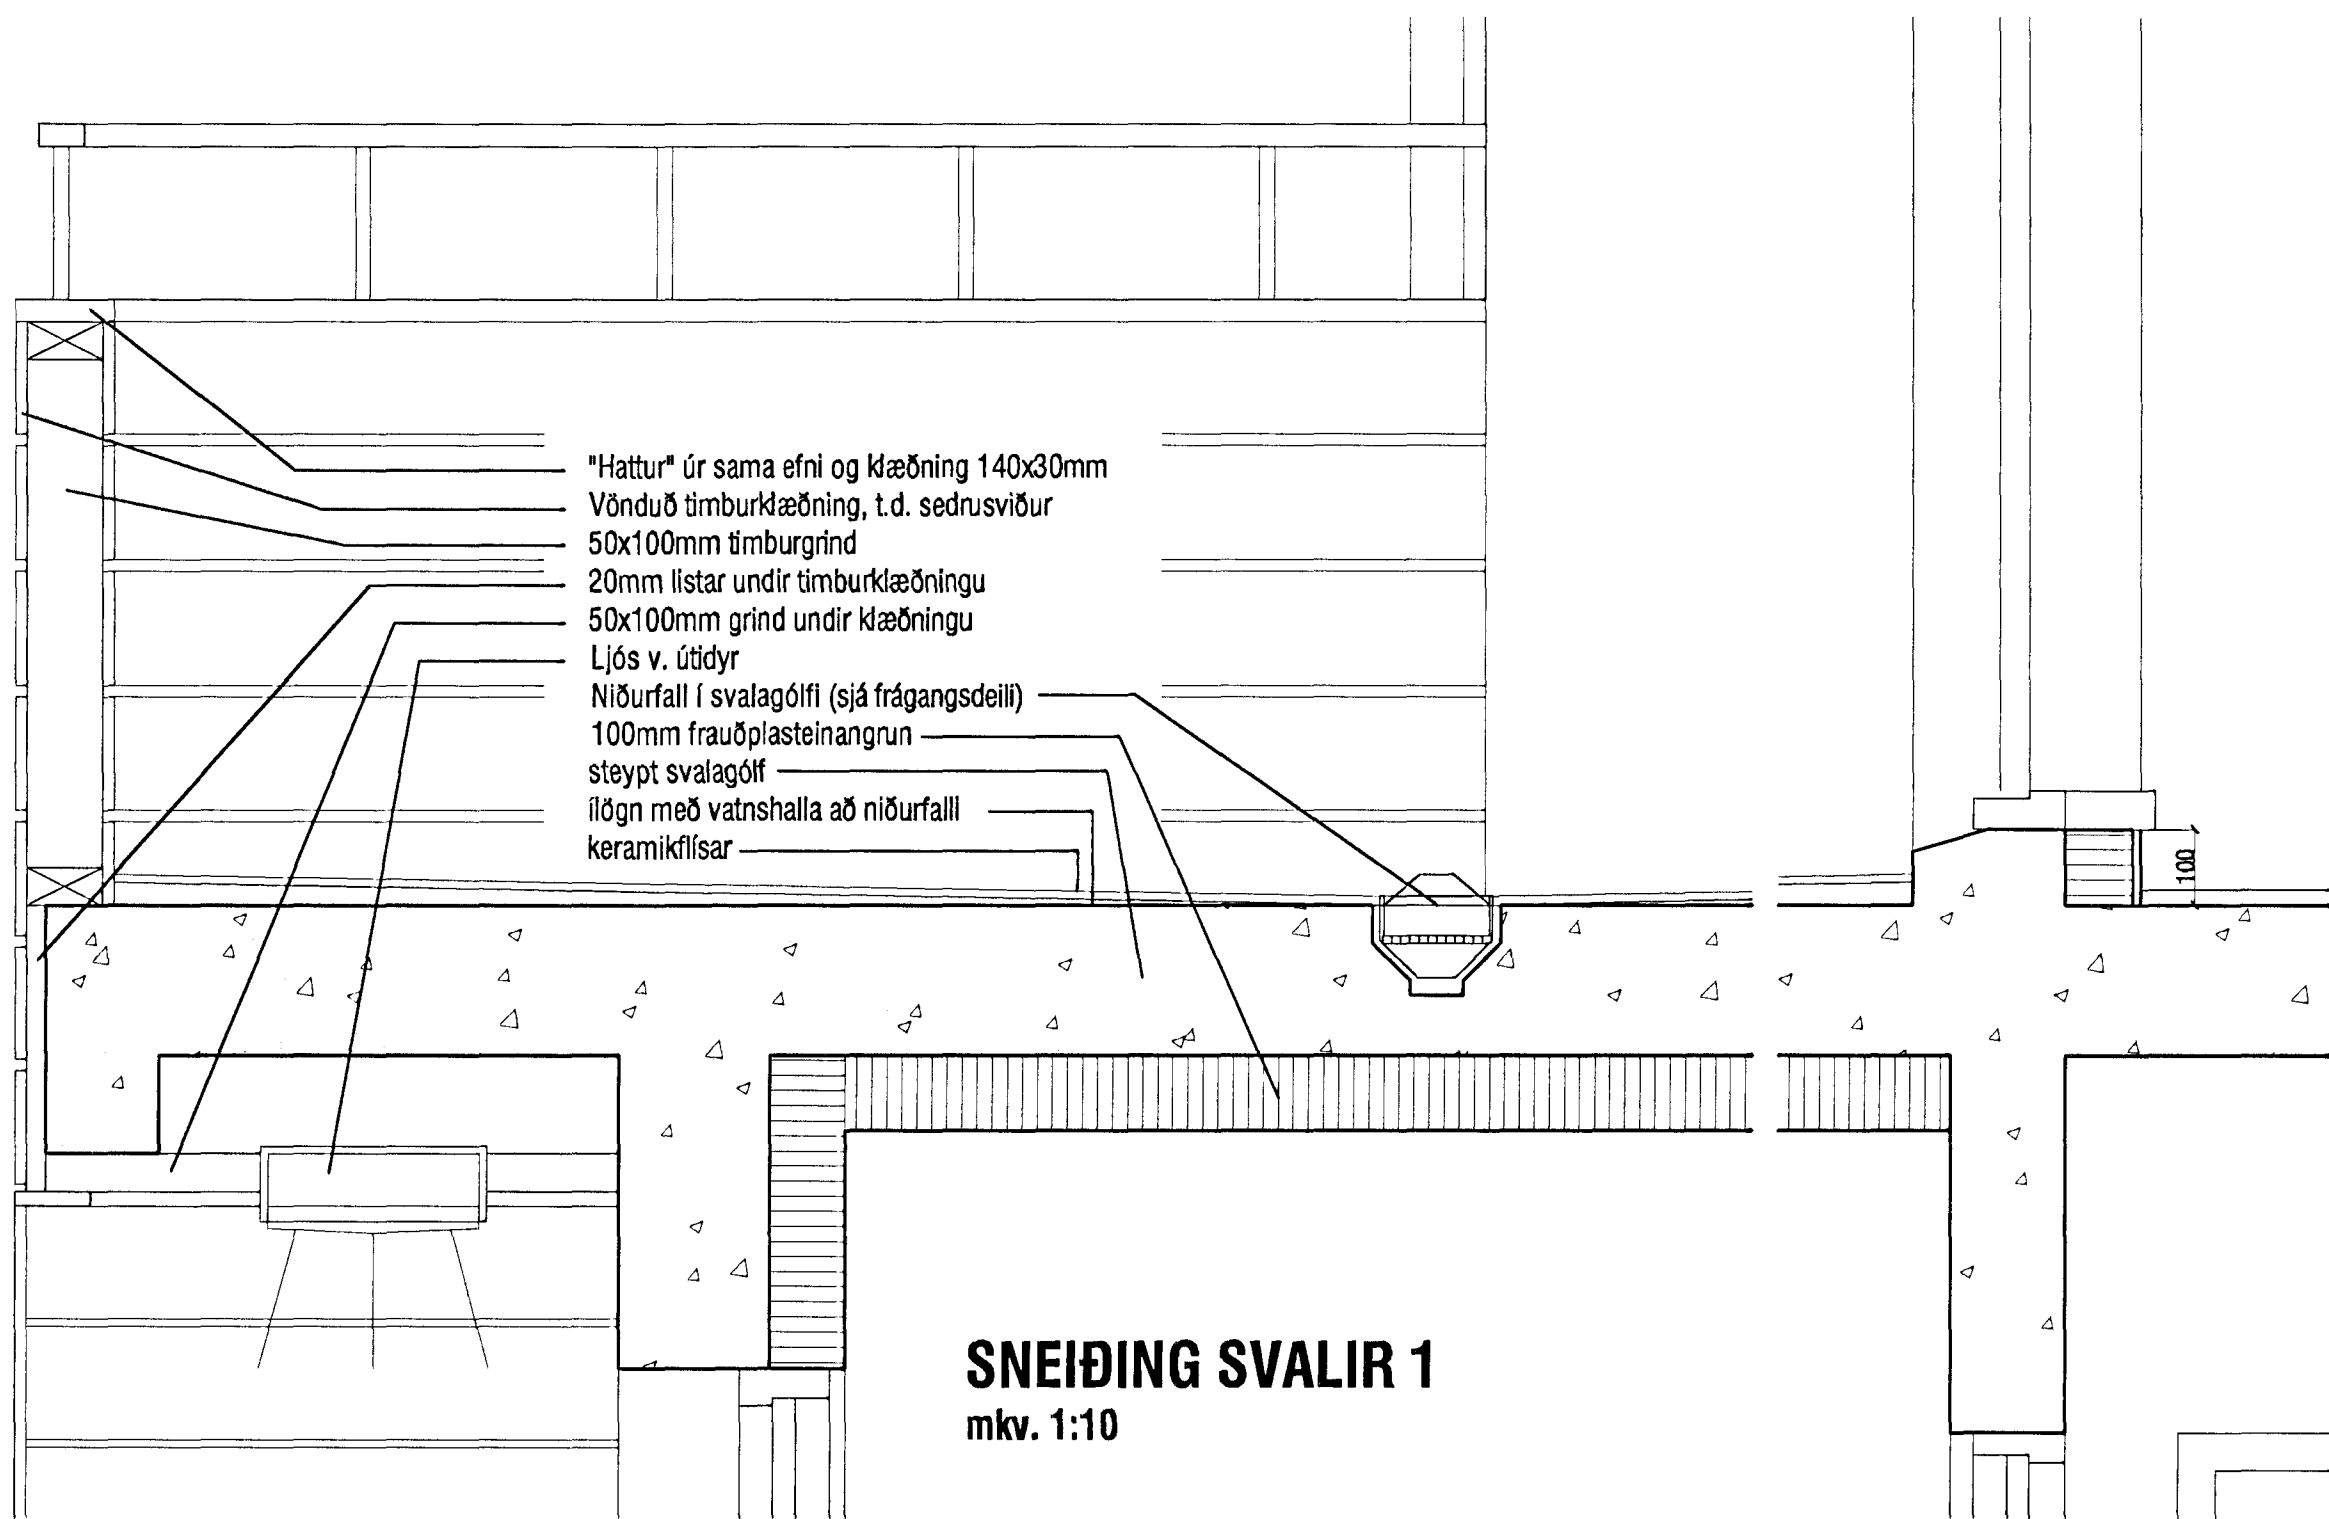 "Hattur" úr sama efni og klæðning 140x30mm
Vönduð timburklæðning, t.d. sedrusviður
50x100mm timburgrind
20mm listar undir timburklæðningu
50x100mm grind undir klæðningu
Ljós v. útidyr
Niðurfall í svalagólfi (sjá frágangsdeili)
100mm frauðplasteinangrun
steypt svalagólf
ílögn með vatnshalla að niðurfalli
keramikflísar
100
SNEIÐING SVALIR 1
mkv. 1:10